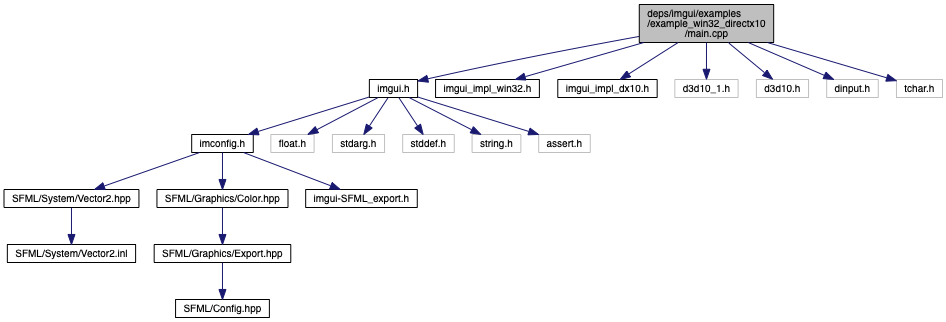 deps/imgui/examples
/example_win32_directx10
/main.cpp
imgui.h
imgui_impl_win32.h
imgui_impl_dx10.h
d3d10_1.h
d3d10.h
dinput.h
tchar.h
imconfig.h
float.h
stdarg.h
stddef.h
string.h
assert.h
SFML/System/Vector2.hpp
SFML/Graphics/Color.hpp
imgui-SFML_export.h
SFML/System/Vector2.inl
SFML/Graphics/Export.hpp
SFML/Config.hpp